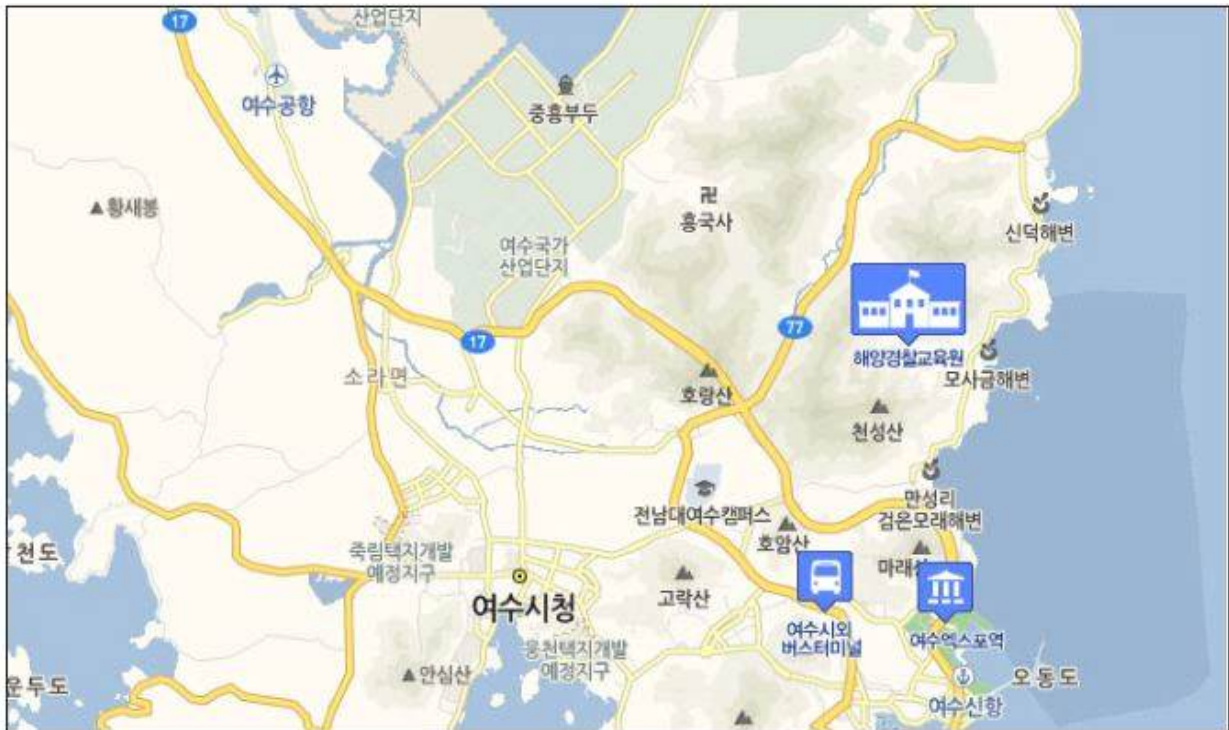 17
산업단지
여수공항
중흥부두
황새봉
흥국사
신덕해변
여수국가
산업단지
17
77
해양경찰교육원
모사금해변
소라면
호랑산
천성산
만성리
검은모래해변
전남대여수캠퍼스
호암산
죽림택지개발
예정지구
마래산
천도
고락산
여수시청
여수시외
버스터미널
여수엑스포역
웅천택지개발
예정지구
안심산
운두도
오동도
여수신항